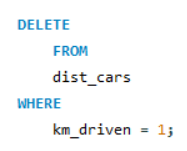 DELETE
FROM
dist_cars
WHERE
km_driven = 1;